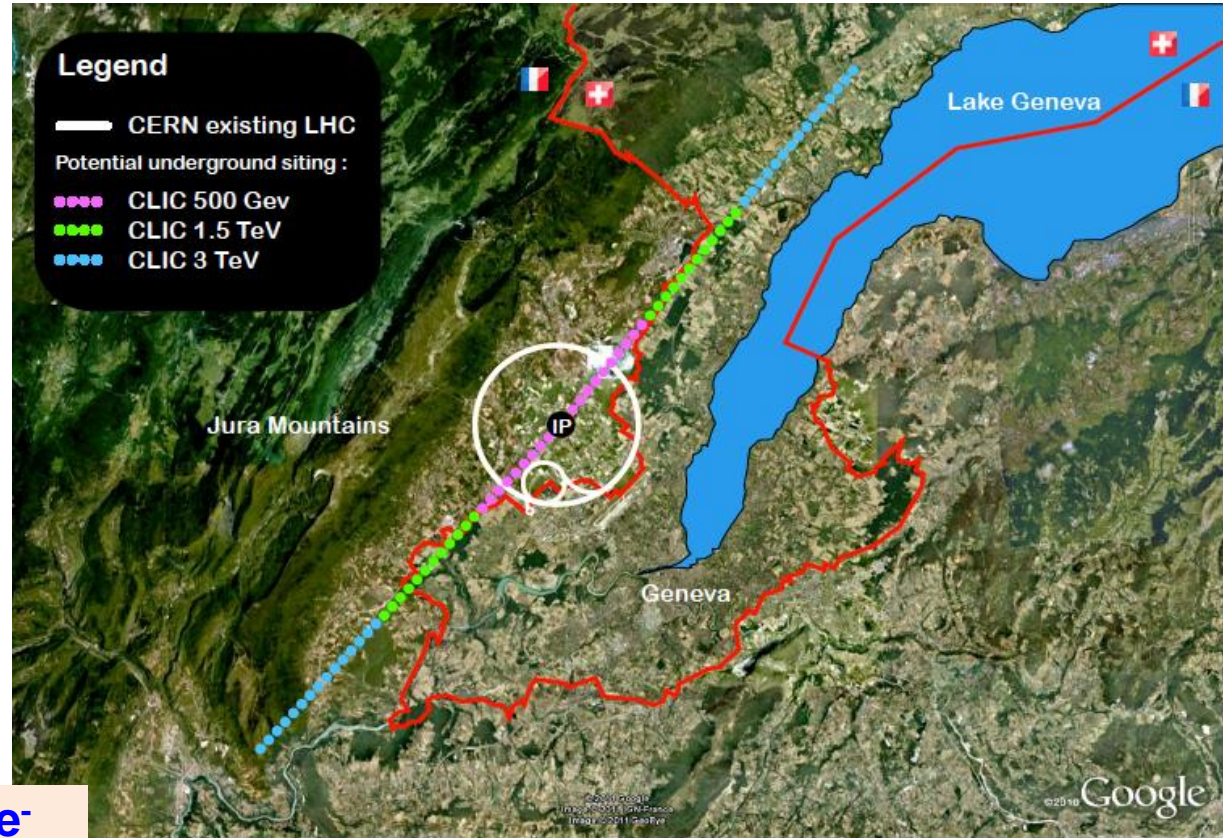 Legend
CERN existing LHC
Potential underground siting :
CLIC 500 Gev
CLIC 1.5 TeV
CLIC 3 TeV
Lake Geneva
Jura Mountains
IP
Geneva
©2010 Google
e-